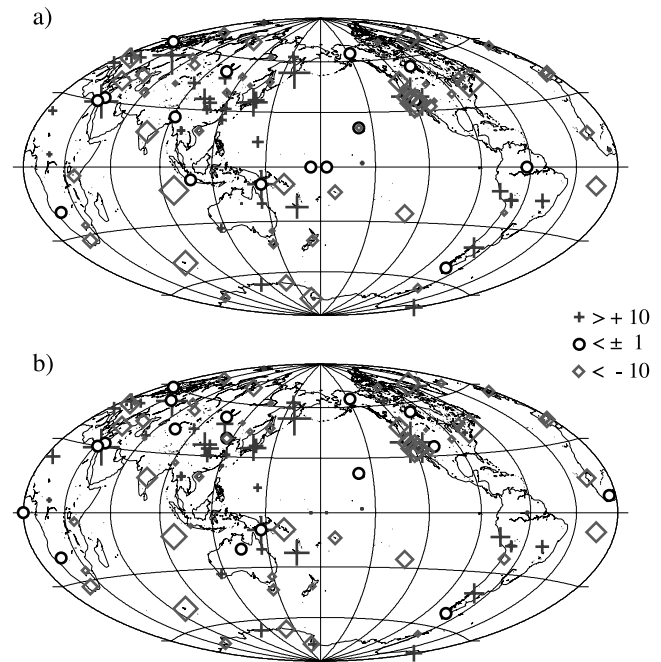 a)
+ > + 10
○ < ± 1
◇ < - 10
b)